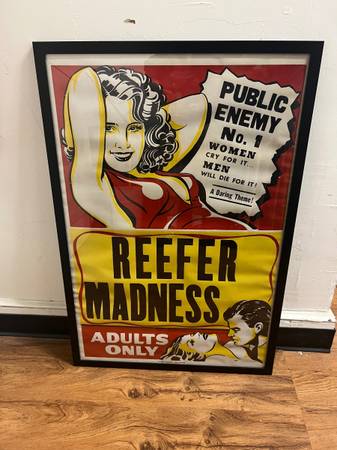 PUBLIC
ENEMY
No. 1
WOMEN
CRY FOR IT...
MEN
WILL DIE FOR IT!
A Daring Theme!
REEFER
MADNESS
ADULTS
ONLY